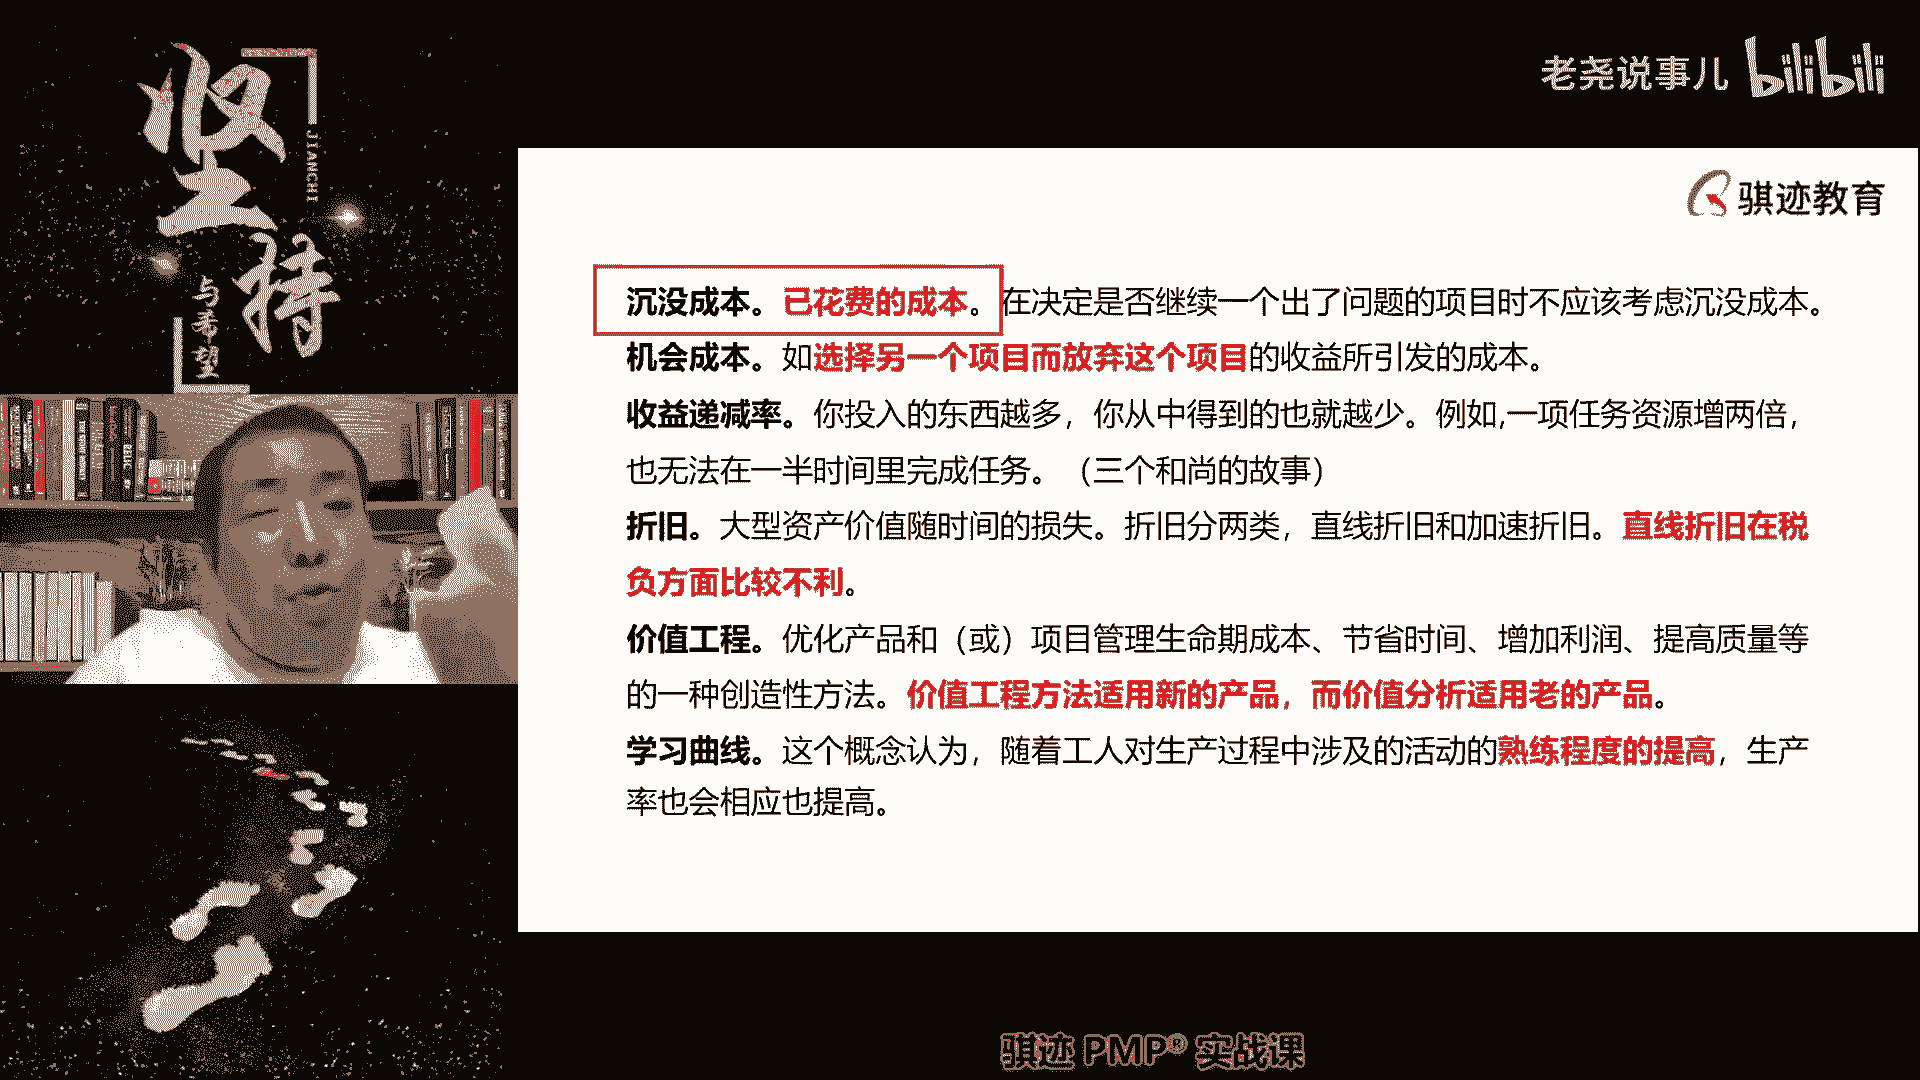 坚持
JIANCHI
与希望
老尧说事儿 bilibili
骐迹教育
沉没成本。已花费的成本。在决定是否继续一个出了问题的项目时不应该考虑沉没成本。
机会成本。如选择另一个项目而放弃这个项目的收益所引发的成本。
收益递减率。你投入的东西越多，你从中得到的也就越少。例如,一项任务资源增两倍，
也无法在一半时间里完成任务。（三个和尚的故事）
折旧。大型资产价值随时间的损失。折旧分两类，直线折旧和加速折旧。直线折旧在税
负方面比较不利。
价值工程。优化产品和（或）项目管理生命期成本、节省时间、增加利润、提高质量等
的一种创造性方法。价值工程方法适用新的产品，而价值分析适用老的产品。
学习曲线。这个概念认为，随着工人对生产过程中涉及的活动的熟练程度的提高，生产
率也会相应也提高。
骐迹 PMP® 实战课